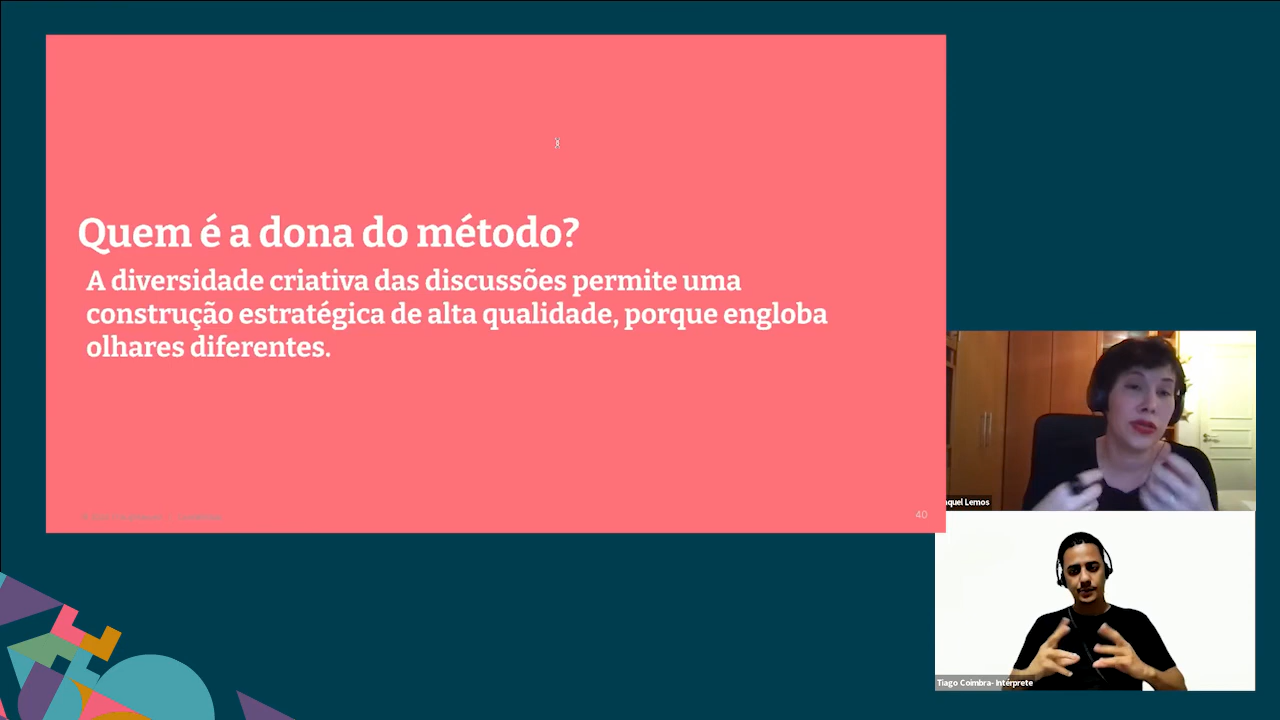 Quem é a dona do método?
A diversidade criativa das discussões permite uma
construção estratégica de alta qualidade, porque engloba
olhares diferentes.
40
aquel Lemos
Tiago Coimbra- Intérprete